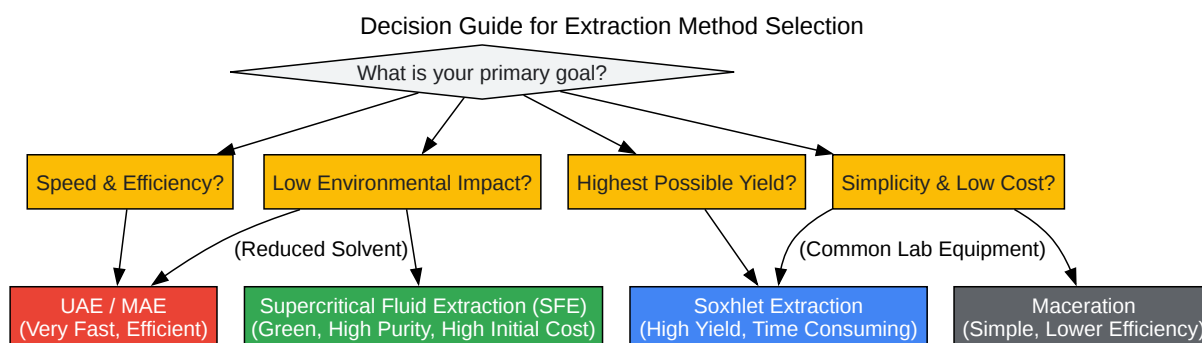 Decision Guide for Extraction Method Selection
What is your primary goal?
Speed & Efficiency?
Low Environmental Impact?
Highest Possible Yield?
Simplicity & Low Cost?
(Reduced Solvent)
(Common Lab Equipment)
UAE / MAE
(Very Fast, Efficient)
Supercritical Fluid Extraction (SFE)
(Green, High Purity, High Initial Cost)
Soxhlet Extraction
(High Yield, Time Consuming)
Maceration
(Simple, Lower Efficiency)